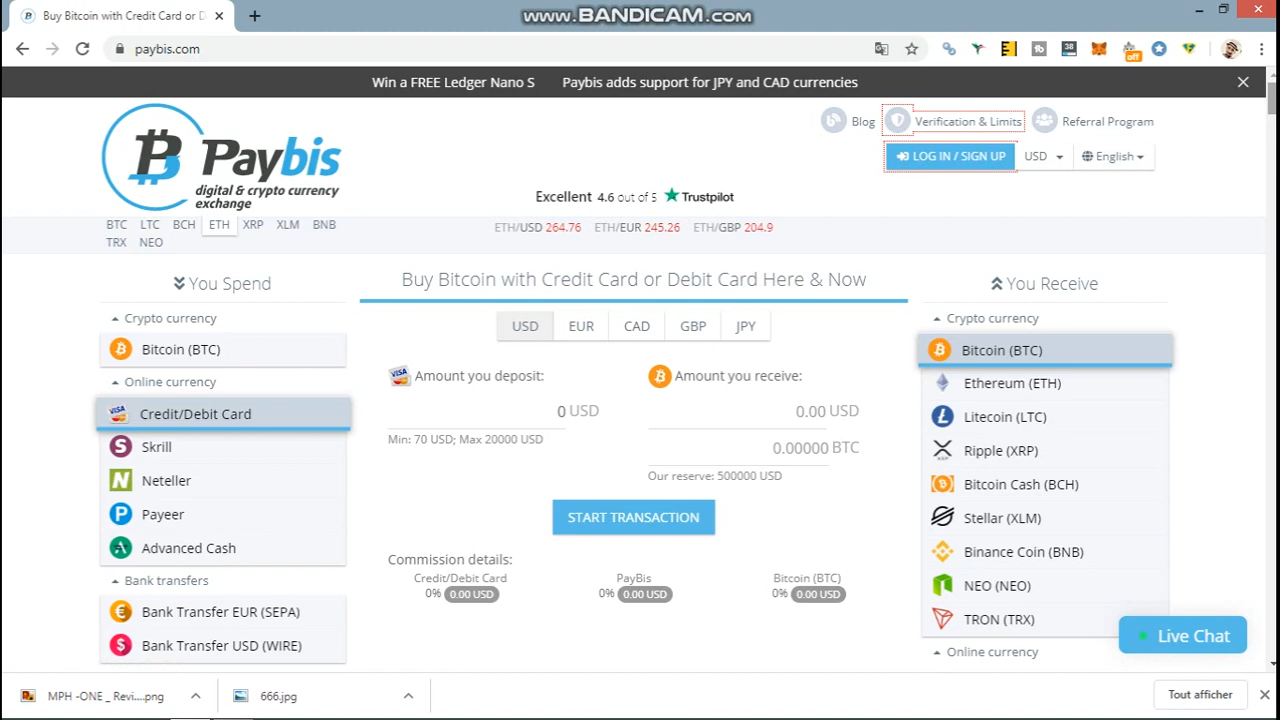 Buy Bitcoin with Credit Card or D
www.BANDICAM.com
paybis.com
38
off
Win a FREE Ledger Nano S Paybis adds support for JPY and CAD currencies
Blog Verification & Limits Referral Program
LOG IN / SIGN UP USD English
Paybis
digital & crypto currency
exchange
Excellent 4.6 out of 5 Trustpilot
BTC LTC BCH ETH XRP XLM BNB
TRX NEO
ETH/USD 264.76 ETH/EUR 245.26 ETH/GBP 204.9
You Spend
Crypto currency
Bitcoin (BTC)
Online currency
VISA Credit/Debit Card
Skrill
Neteller
Payeer
Advanced Cash
Bank transfers
Bank Transfer EUR (SEPA)
Bank Transfer USD (WIRE)
Buy Bitcoin with Credit Card or Debit Card Here & Now
USD EUR CAD GBP JPY
VISA Amount you deposit: Amount you receive:
0 USD 0.00 USD
Min: 70 USD; Max 20000 USD
0.00000 BTC
Our reserve: 500000 USD
START TRANSACTION
Commission details:
Credit/Debit Card PayBis Bitcoin (BTC)
0% 0.00 USD 0% 0.00 USD 0% 0.00 USD
You Receive
Crypto currency
Bitcoin (BTC)
Ethereum (ETH)
Litecoin (LTC)
Ripple (XRP)
Bitcoin Cash (BCH)
Stellar (XLM)
Binance Coin (BNB)
NEO (NEO)
TRON (TRX)
Online currency
Live Chat
MPH -ONE _ Revi....png 666.jpg Tout afficher